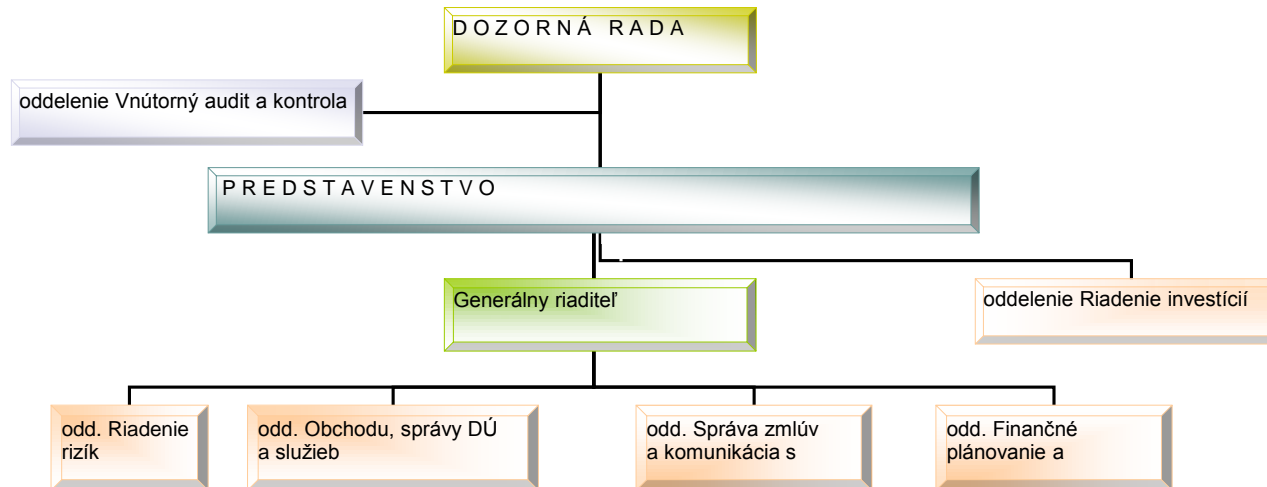 D O Z O R N Á   R A D A
oddelenie Vnútorný audit a kontrola
P R E D S T A V E N S T V O
Generálny riaditeľ
oddelenie Riadenie investícií
odd. Riadenie
rizík
odd. Obchodu, správy DÚ
a služieb
odd. Správa zmlúv
a komunikácia s
odd. Finančné
plánovanie a